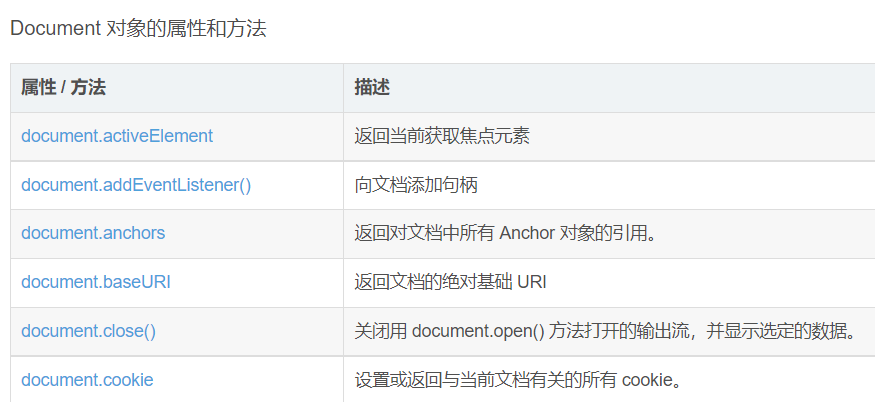 Document 对象的属性和方法
属性 / 方法 描述
document.activeElement 返回当前获取焦点元素
document.addEventListener() 向文档添加句柄
document.anchors 返回对文档中所有 Anchor 对象的引用。
document.baseURI 返回文档的绝对基础 URI
document.close() 关闭用 document.open() 方法打开的输出流，并显示选定的数据。
document.cookie 设置或返回与当前文档有关的所有 cookie。